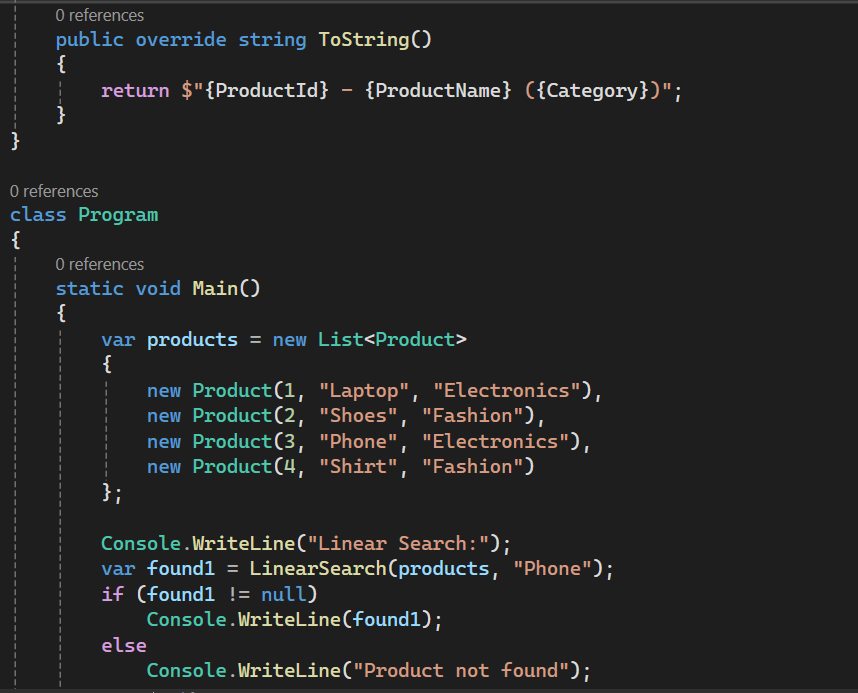 0 references
public override string ToString()
{
return $"{ProductId} - {ProductName} ({Category})";
}
}
0 references
class Program
{
0 references
static void Main()
{
var products = new List<Product>
{
new Product(1, "Laptop", "Electronics"),
new Product(2, "Shoes", "Fashion"),
new Product(3, "Phone", "Electronics"),
new Product(4, "Shirt", "Fashion")
};
Console.WriteLine("Linear Search:");
var found1 = LinearSearch(products, "Phone");
if (found1 != null)
Console.WriteLine(found1);
else
Console.WriteLine("Product not found");